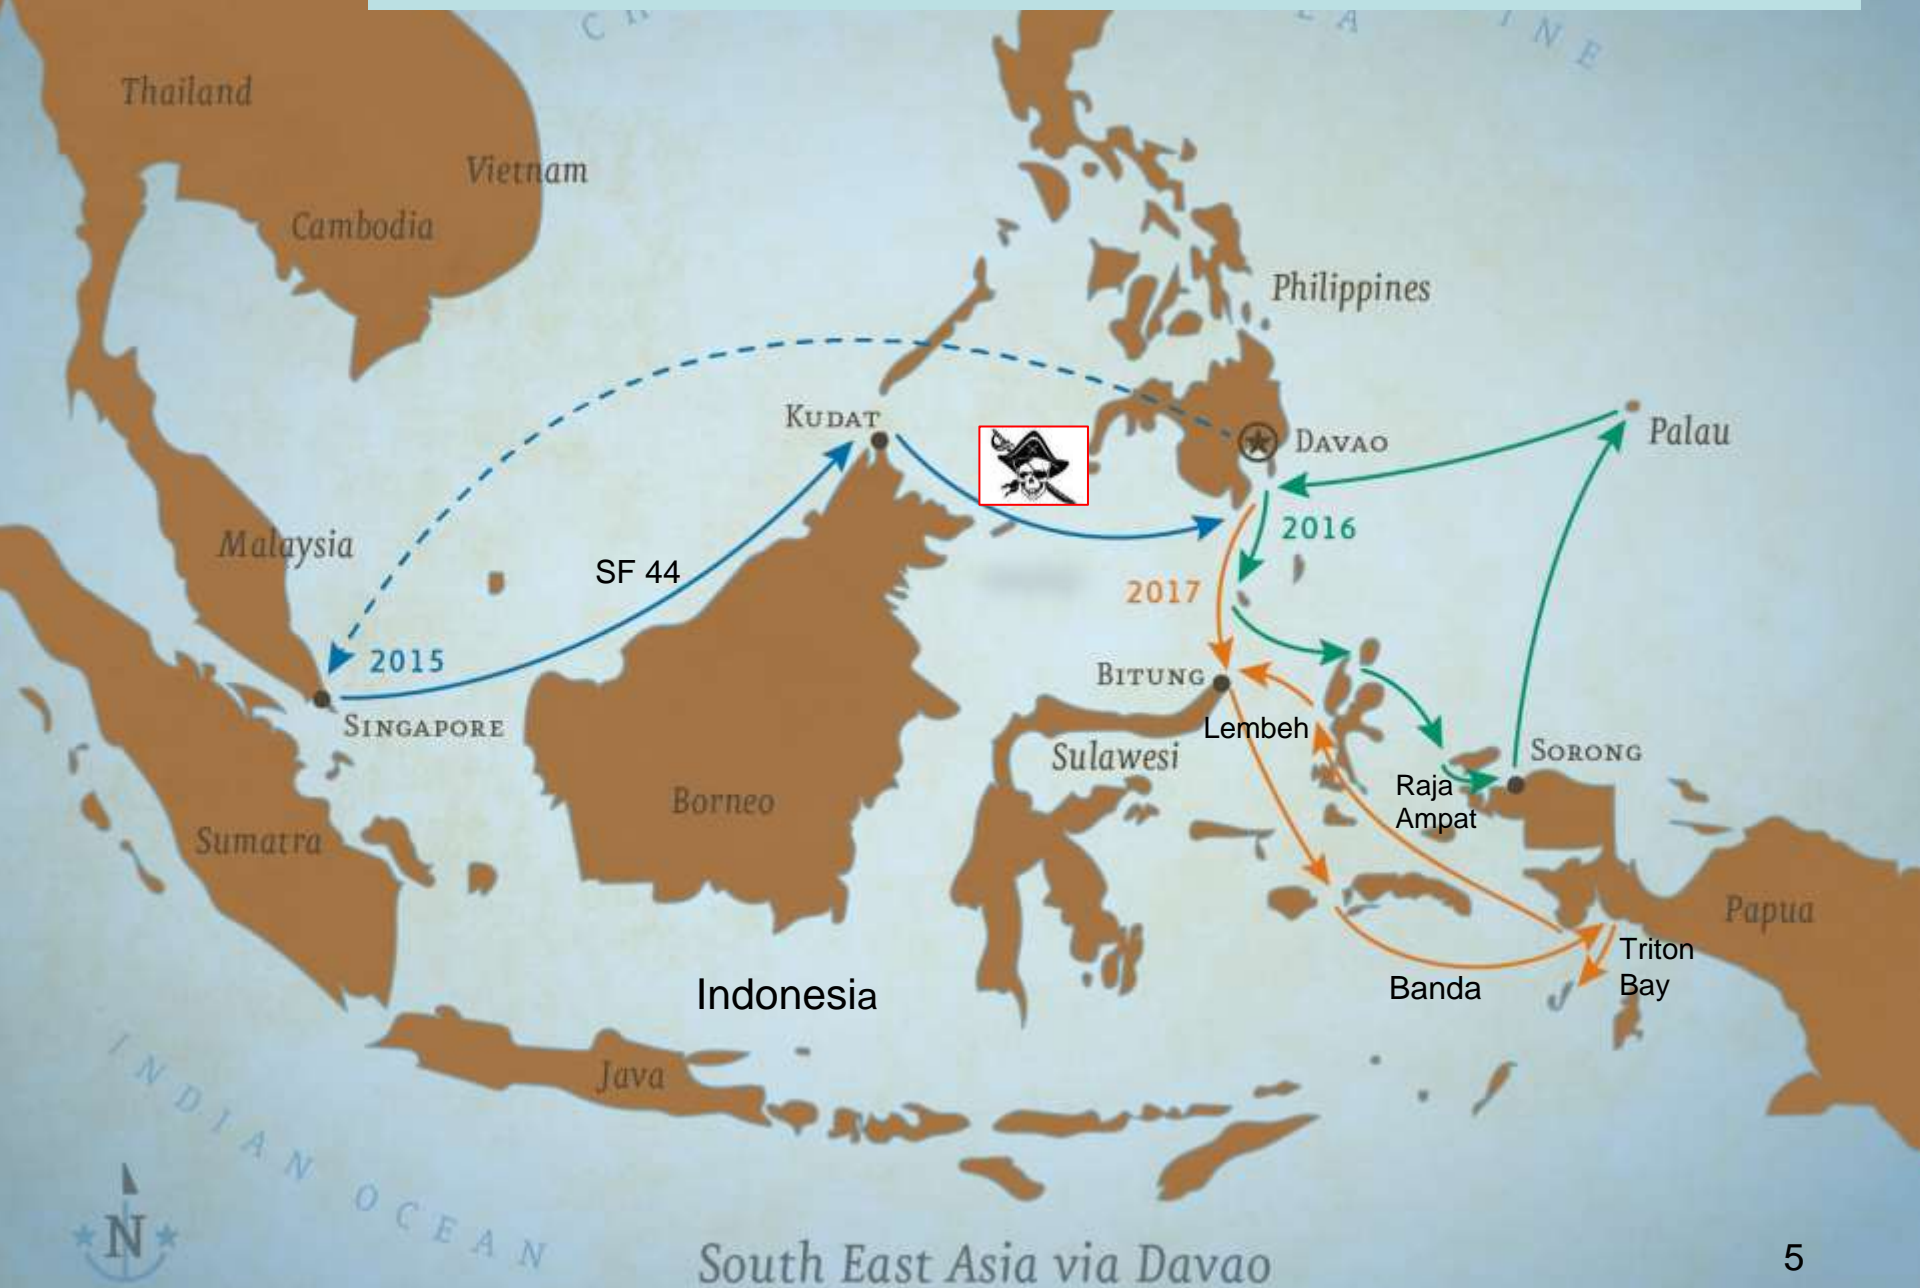 Thailand
Vietnam
Cambodia
Philippines
KUDAT
DAVAO
Palau
2016
Malaysia
SF 44
2017
2015
BITUNG
SINGAPORE
Lembeh
Sulawesi
SORONG
Raja
Ampat
Borneo
Sumatra
Papua
Triton
Bay
Banda
Indonesia
Java
INDIAN OCEAN
N
South East Asia via Davao
5